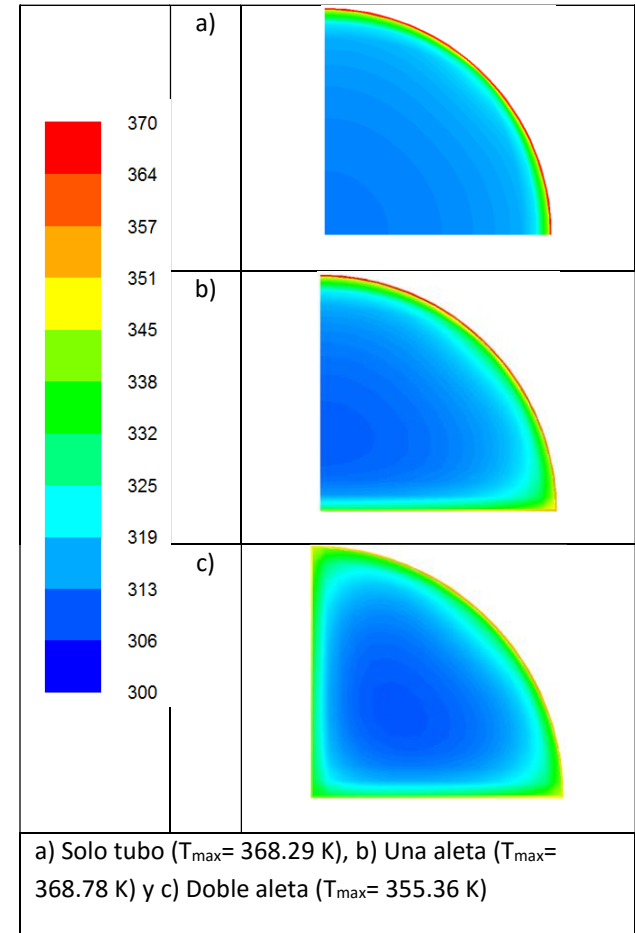 a)
370
364
357
351
345
338
332
325
319
313
306
300
b)
c)
a) Solo tubo (Tmax= 368.29 K), b) Una aleta (Tmax=
368.78 K) y c) Doble aleta (Tmax= 355.36 K)